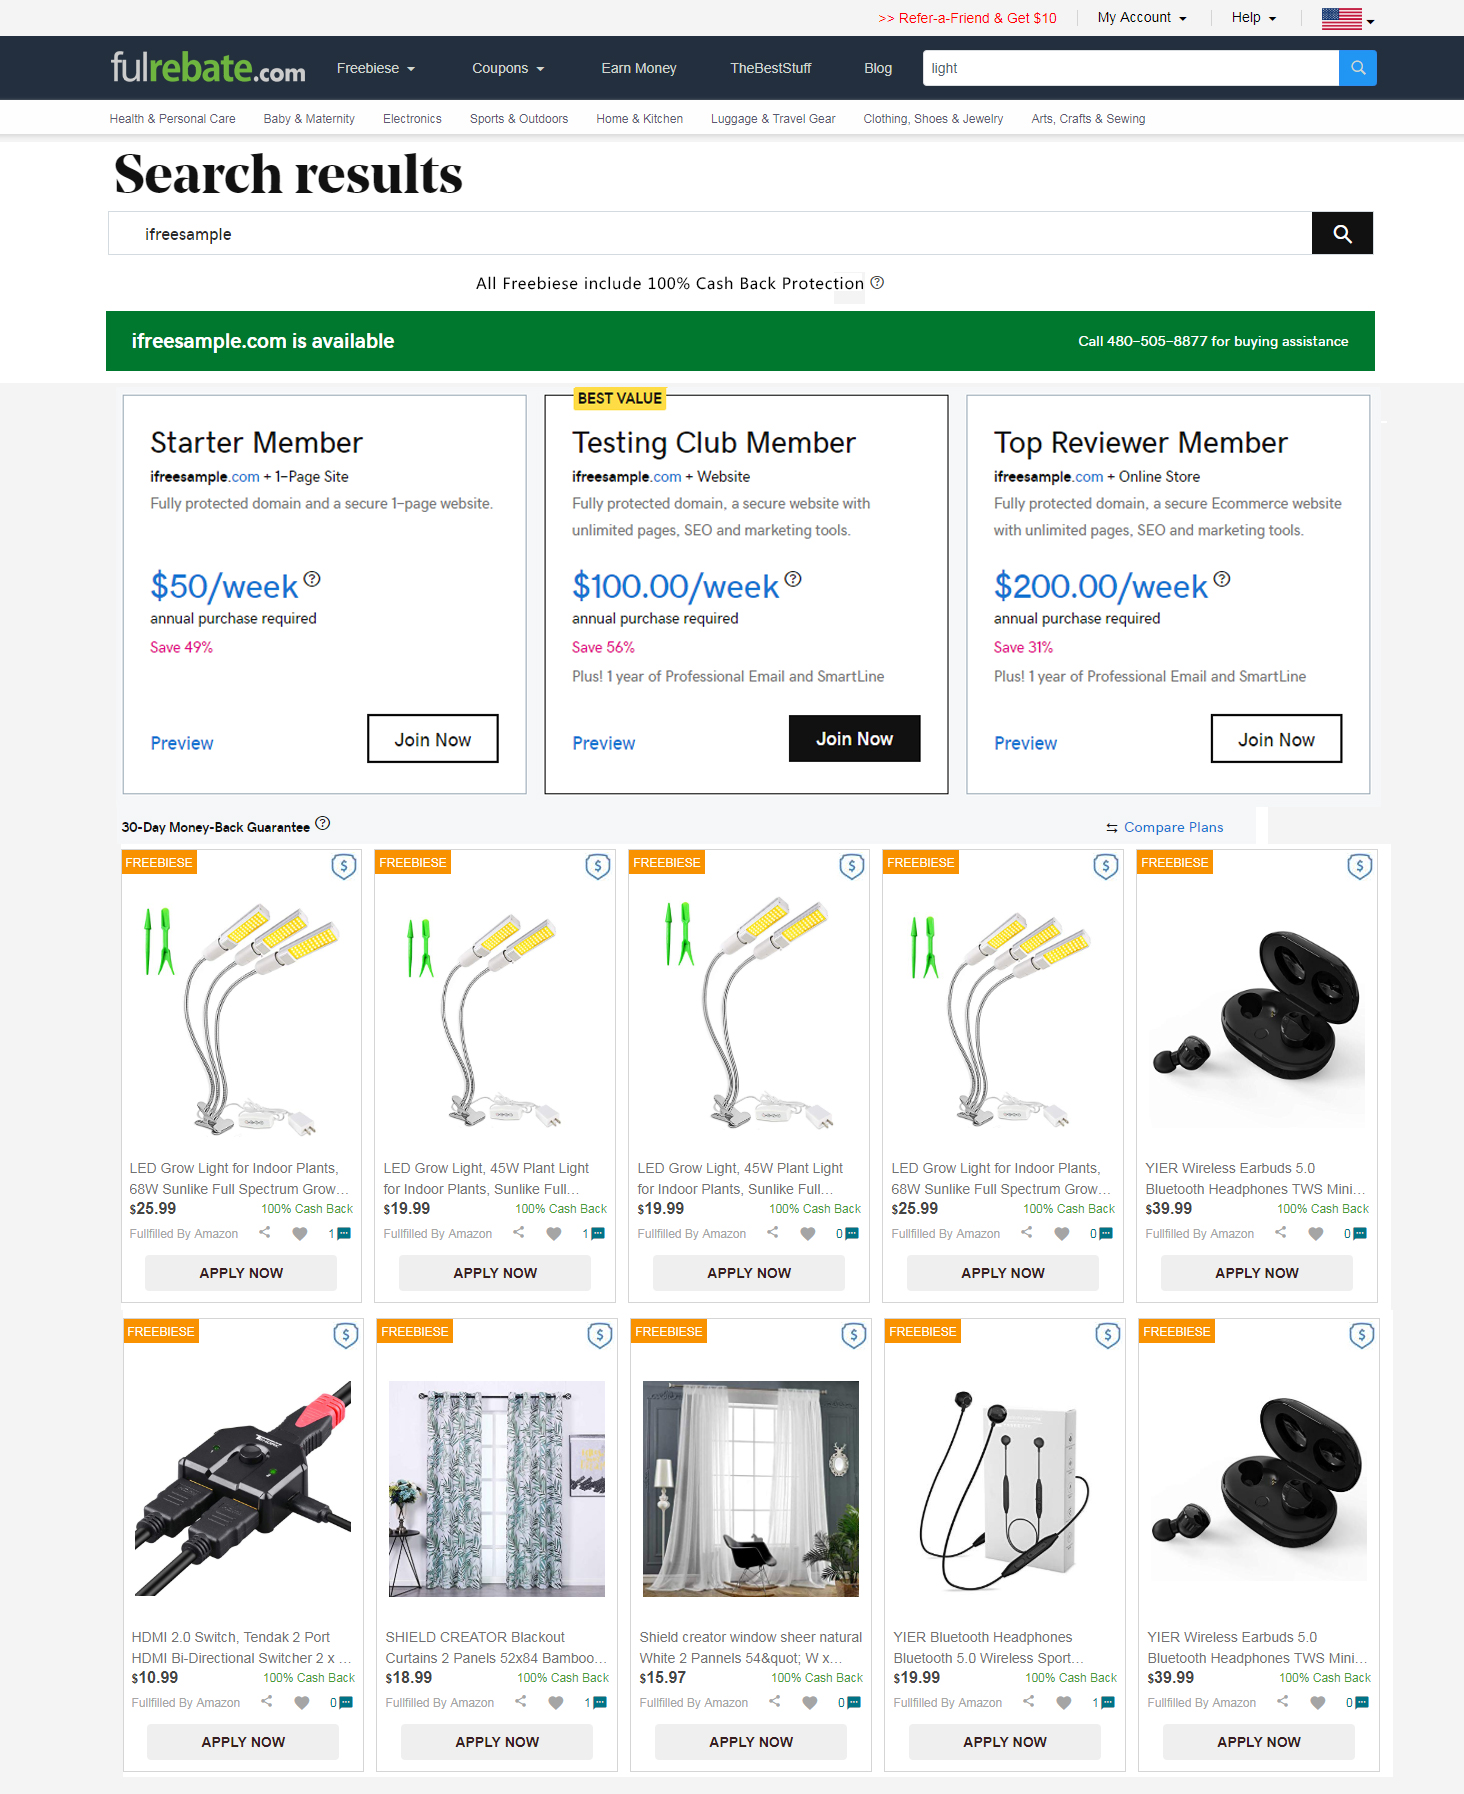 >> Refer-a-Friend & Get $10 My Account Help
fulrebate.com Freebiese Coupons Earn Money TheBestStuff Blog light
Health & Personal Care Baby & Maternity Electronics Sports & Outdoors Home & Kitchen Luggage & Travel Gear Clothing, Shoes & Jewelry Arts, Crafts & Sewing
Search results
ifreesample
All Freebiese include 100% Cash Back Protection ?
ifreesample.com is available Call 480-505-8877 for buying assistance
Starter Member
ifreesample.com + 1-Page Site
Fully protected domain and a secure 1-page website.
$50/week ?
annual purchase required
Save 49%
Preview Join Now
BEST VALUE
Testing Club Member
ifreesample.com + Website
Fully protected domain, a secure website with
unlimited pages, SEO and marketing tools.
$100.00/week ?
annual purchase required
Save 56%
Plus! 1 year of Professional Email and SmartLine
Preview Join Now
Top Reviewer Member
ifreesample.com + Online Store
Fully protected domain, a secure Ecommerce website
with unlimited pages, SEO and marketing tools.
$200.00/week ?
annual purchase required
Save 31%
Plus! 1 year of Professional Email and SmartLine
Preview Join Now
30-Day Money-Back Guarantee ? Compare Plans
FREEBIESE $
LED Grow Light for Indoor Plants,
68W Sunlike Full Spectrum Grow...
$25.99 100% Cash Back
Fullfilled By Amazon 1
APPLY NOW
FREEBIESE $
LED Grow Light, 45W Plant Light
for Indoor Plants, Sunlike Full...
$19.99 100% Cash Back
Fullfilled By Amazon 1
APPLY NOW
FREEBIESE $
LED Grow Light, 45W Plant Light
for Indoor Plants, Sunlike Full...
$19.99 100% Cash Back
Fullfilled By Amazon 0
APPLY NOW
FREEBIESE $
LED Grow Light for Indoor Plants,
68W Sunlike Full Spectrum Grow...
$25.99 100% Cash Back
Fullfilled By Amazon 0
APPLY NOW
FREEBIESE $
YIER Wireless Earbuds 5.0
Bluetooth Headphones TWS Mini...
$39.99 100% Cash Back
Fullfilled By Amazon 0
APPLY NOW
FREEBIESE $
HDMI 2.0 Switch, Tendak 2 Port
HDMI Bi-Directional Switcher 2 x ...
$10.99 100% Cash Back
Fullfilled By Amazon 0
APPLY NOW
FREEBIESE $
SHIELD CREATOR Blackout
Curtains 2 Panels 52x84 Bamboo...
$18.99 100% Cash Back
Fullfilled By Amazon 1
APPLY NOW
FREEBIESE $
Shield creator window sheer natural
White 2 Pannels 54&quot; W x...
$15.97 100% Cash Back
Fullfilled By Amazon 0
APPLY NOW
FREEBIESE $
YIER Bluetooth Headphones
Bluetooth 5.0 Wireless Sport...
$19.99 100% Cash Back
Fullfilled By Amazon 1
APPLY NOW
FREEBIESE $
YIER Wireless Earbuds 5.0
Bluetooth Headphones TWS Mini...
$39.99 100% Cash Back
Fullfilled By Amazon 0
APPLY NOW